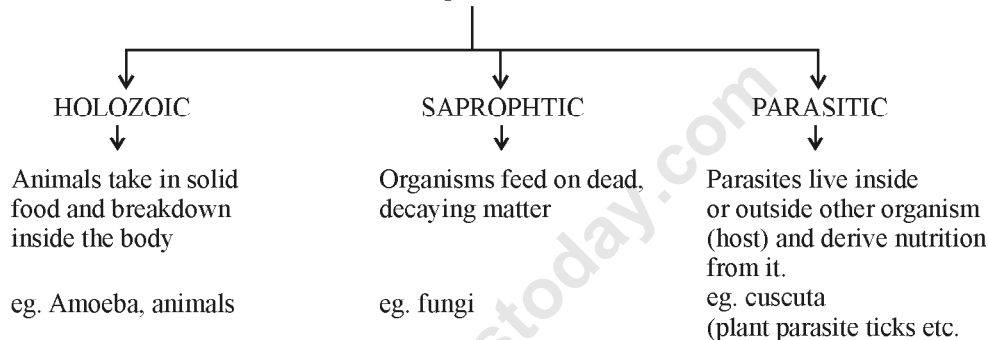 HOLOZOIC
SAPROPHTIC
PARASITIC
Animals take in solid
food and breakdown
inside the body
eg. Amoeba, animals
Organisms feed on dead,
decaying matter
eg. fungi
Parasites live inside
or outside other organism
(host) and derive nutrition
from it.
eg. cuscuta
(plant parasite ticks etc.
stoday.com